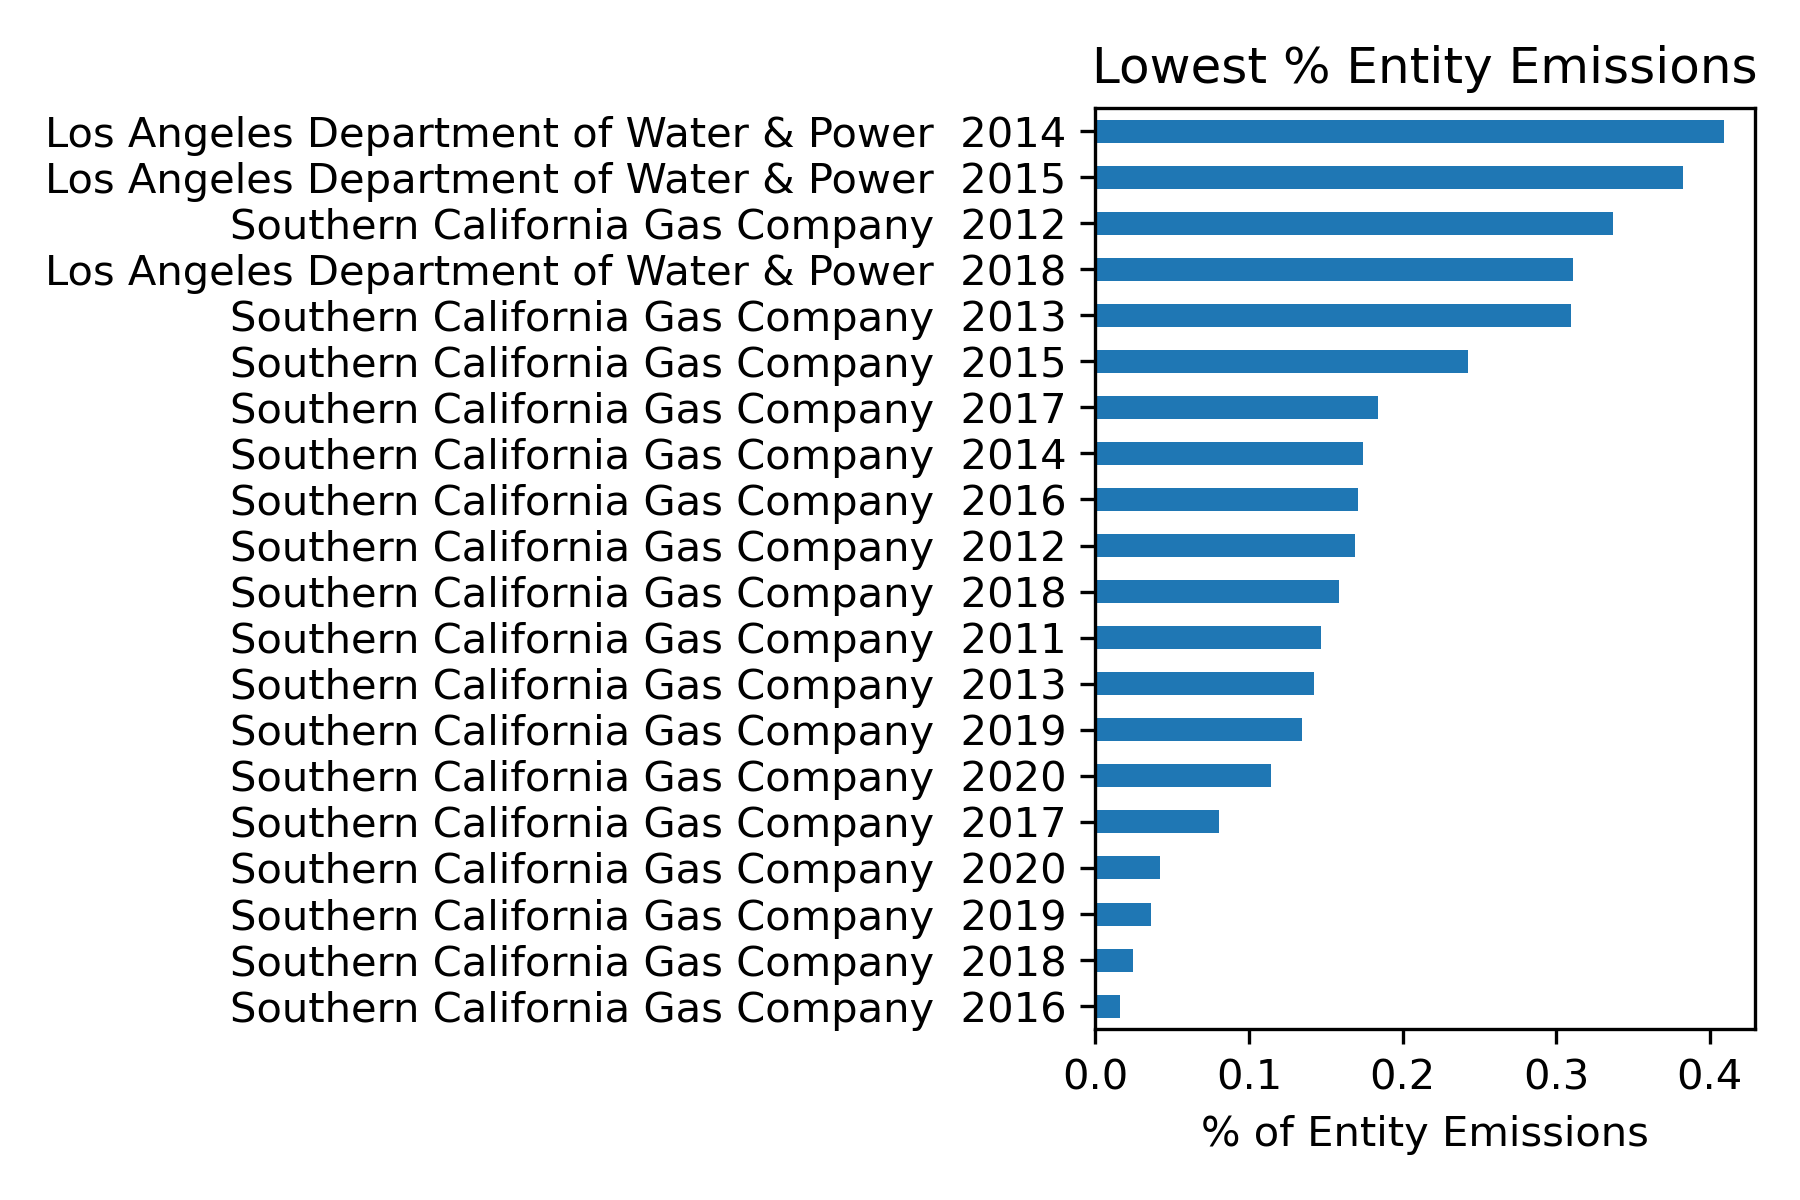 Lowest % Entity Emissions
Los Angeles Department of Water & Power 2014
Los Angeles Department of Water & Power 2015
Southern California Gas Company 2012
Los Angeles Department of Water & Power 2018
Southern California Gas Company 2013
Southern California Gas Company 2015
Southern California Gas Company 2017
Southern California Gas Company 2014
Southern California Gas Company 2016
Southern California Gas Company 2012
Southern California Gas Company 2018
Southern California Gas Company 2011
Southern California Gas Company 2013
Southern California Gas Company 2019
Southern California Gas Company 2020
Southern California Gas Company 2017
Southern California Gas Company 2020
Southern California Gas Company 2019
Southern California Gas Company 2018
Southern California Gas Company 2016
0.0 0.1 0.2 0.3 0.4
% of Entity Emissions